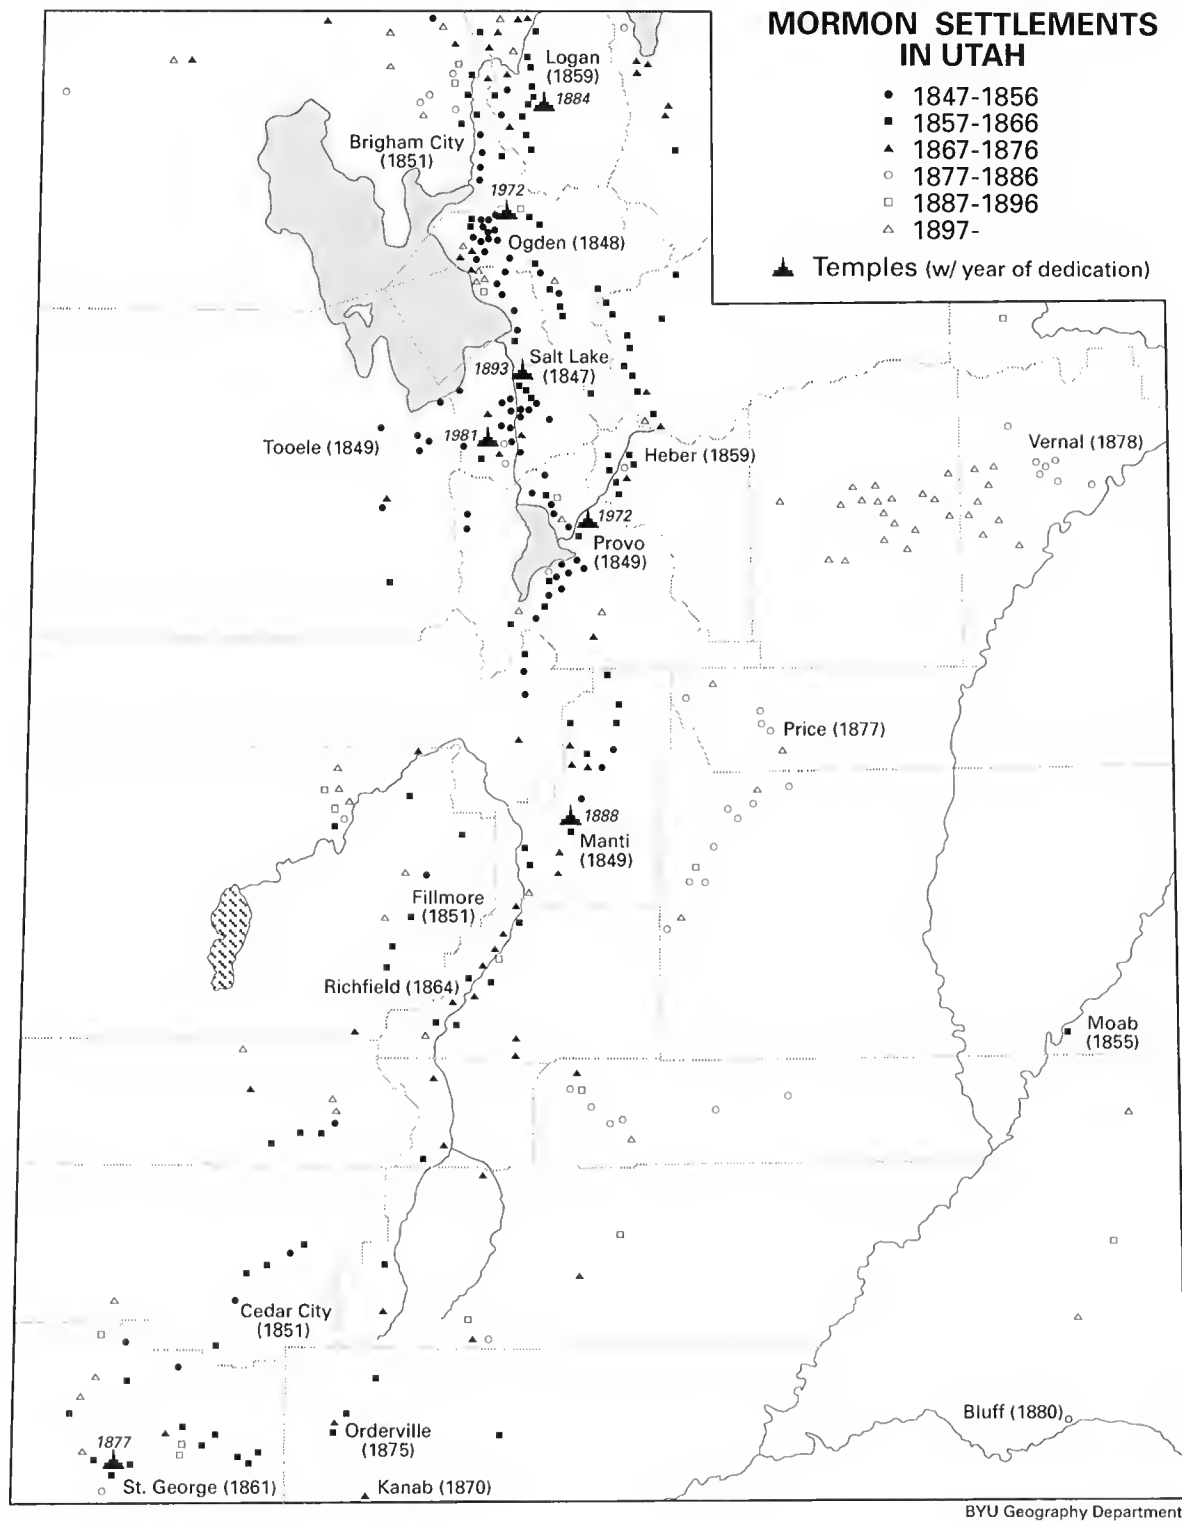 MORMON SETTLEMENTS
IN UTAH
1847-1856
1857-1866
1867-1876
1877-1886
1887-1896
1897-
Temples (w/ year of dedication)
Logan
(1859)
1884
Brigham City
(1851)
1972
Ogden (1848)
1893
Salt Lake
(1847)
Tooele (1849)
1981
Heber (1859)
Vernal (1878)
1972
Provo
(1849)
Price (1877)
1888
Manti
(1849)
Fillmore
(1851)
Richfield (1864)
Moab
(1855)
Cedar City
(1851)
Bluff (1880)
Orderville
(1875)
1877
St. George (1861)
Kanab (1870)
BYU Geography Department